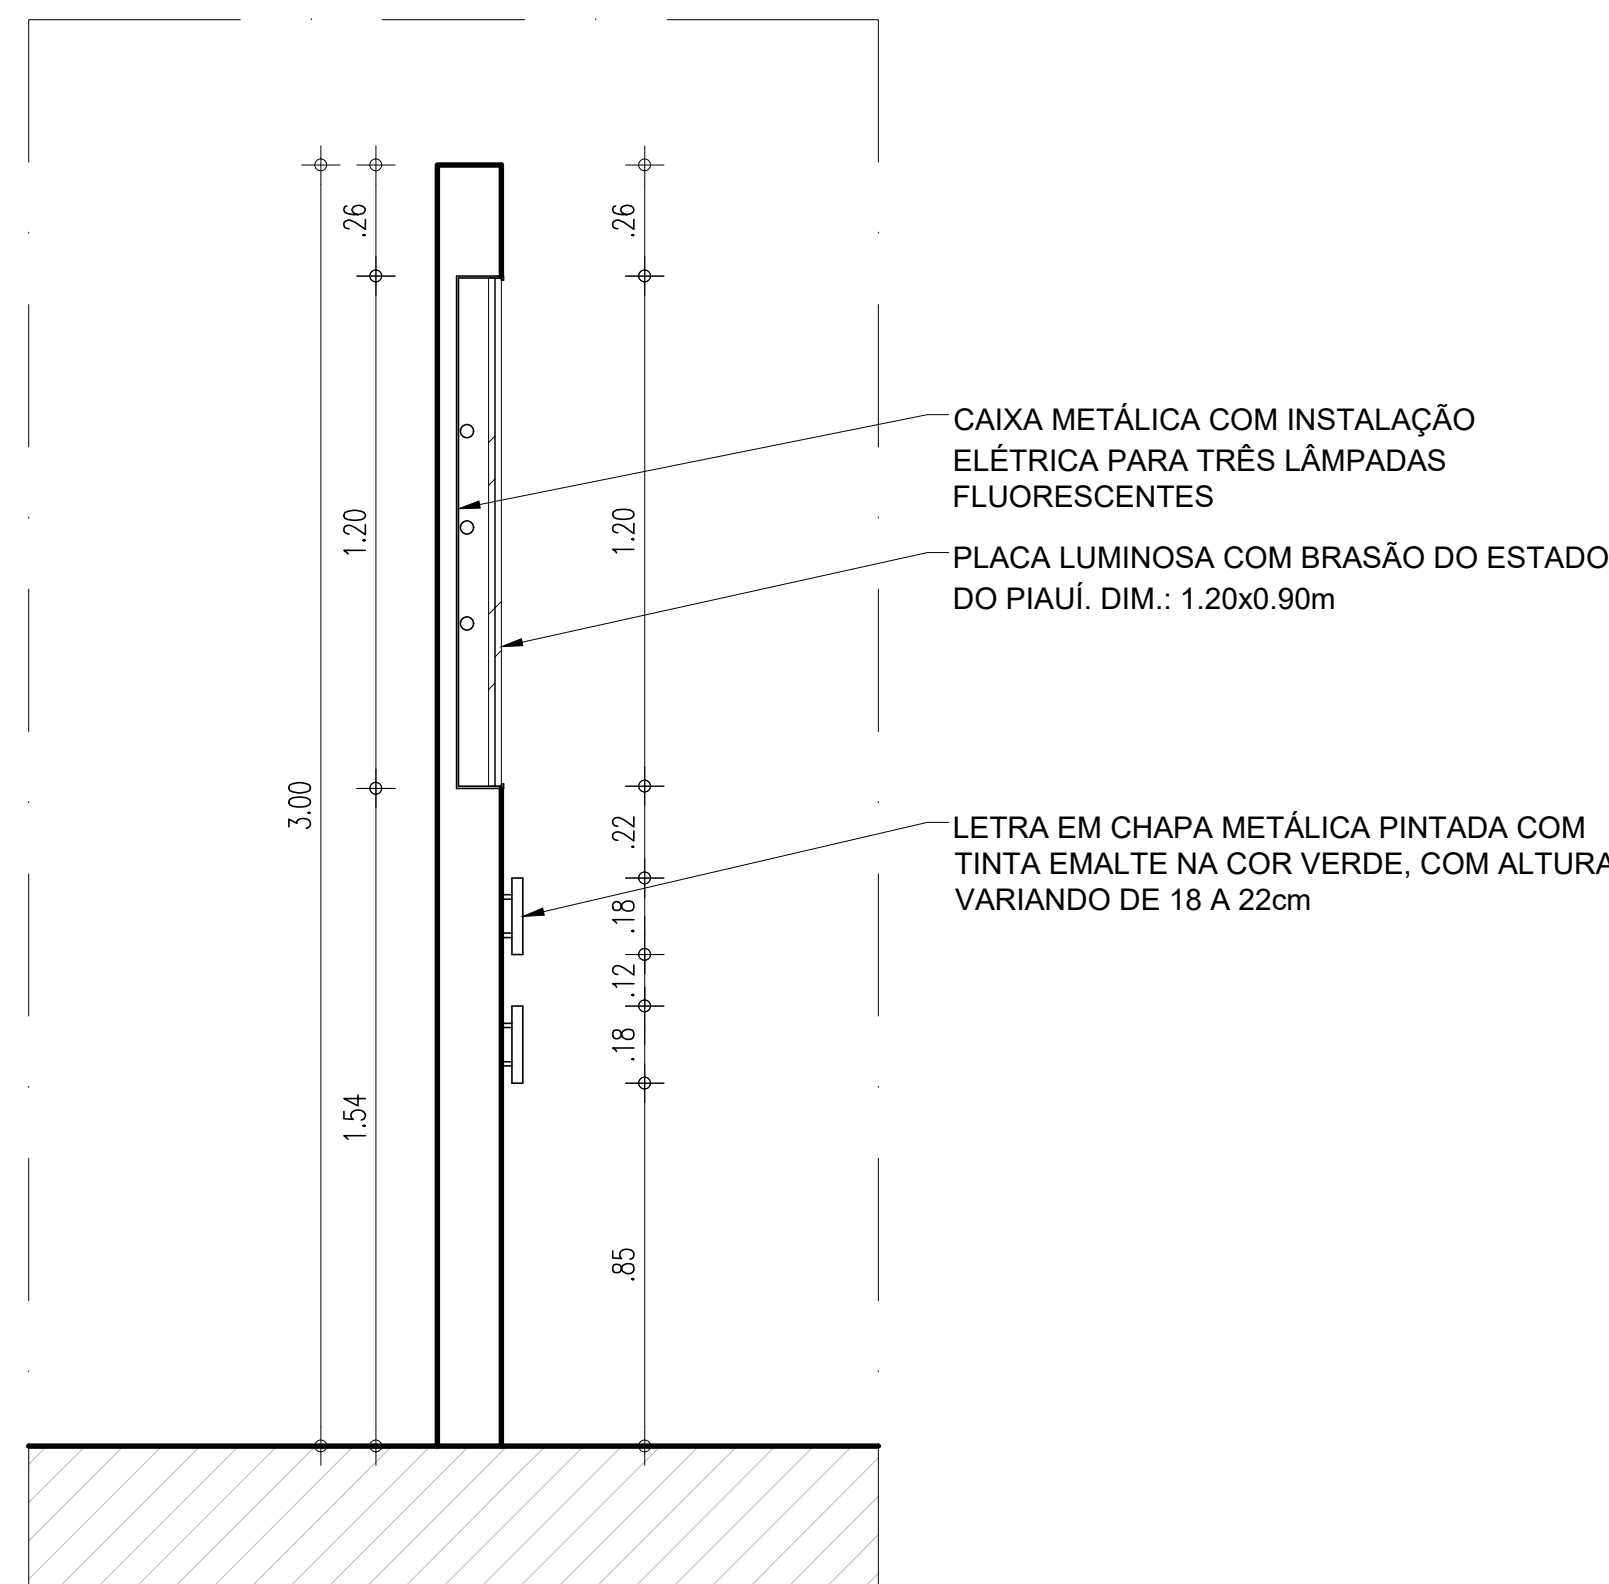 .26
.26
CAIXA METÁLICA COM INSTALAÇÃO
ELÉTRICA PARA TRÊS LÂMPADAS
FLUORESCENTES
1.20
1.20
PLACA LUMINOSA COM BRASÃO DO ESTADO
DO PIAUÍ. DIM.: 1.20x0.90m
3.00
.22
LETRA EM CHAPA METÁLICA PINTADA COM
TINTA EMALTE NA COR VERDE, COM ALTURA
VARIANDO DE 18 A 22cm
.18
.12
.18
1.54
.85